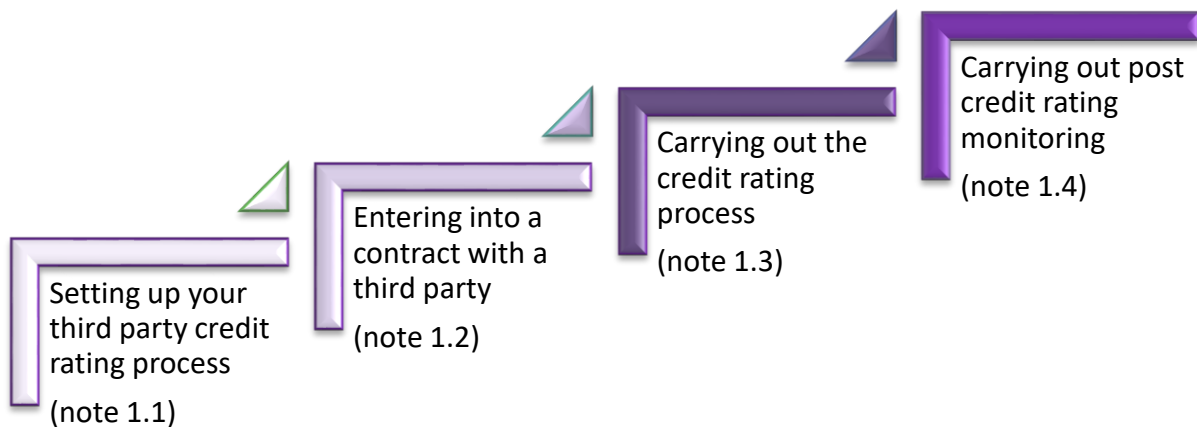 Setting up your
third party credit
rating process
(note 1.1)
Entering into a
contract with a
third party
(note 1.2)
Carrying out the
credit rating
process
(note 1.3)
Carrying out post
credit rating
monitoring
(note 1.4)